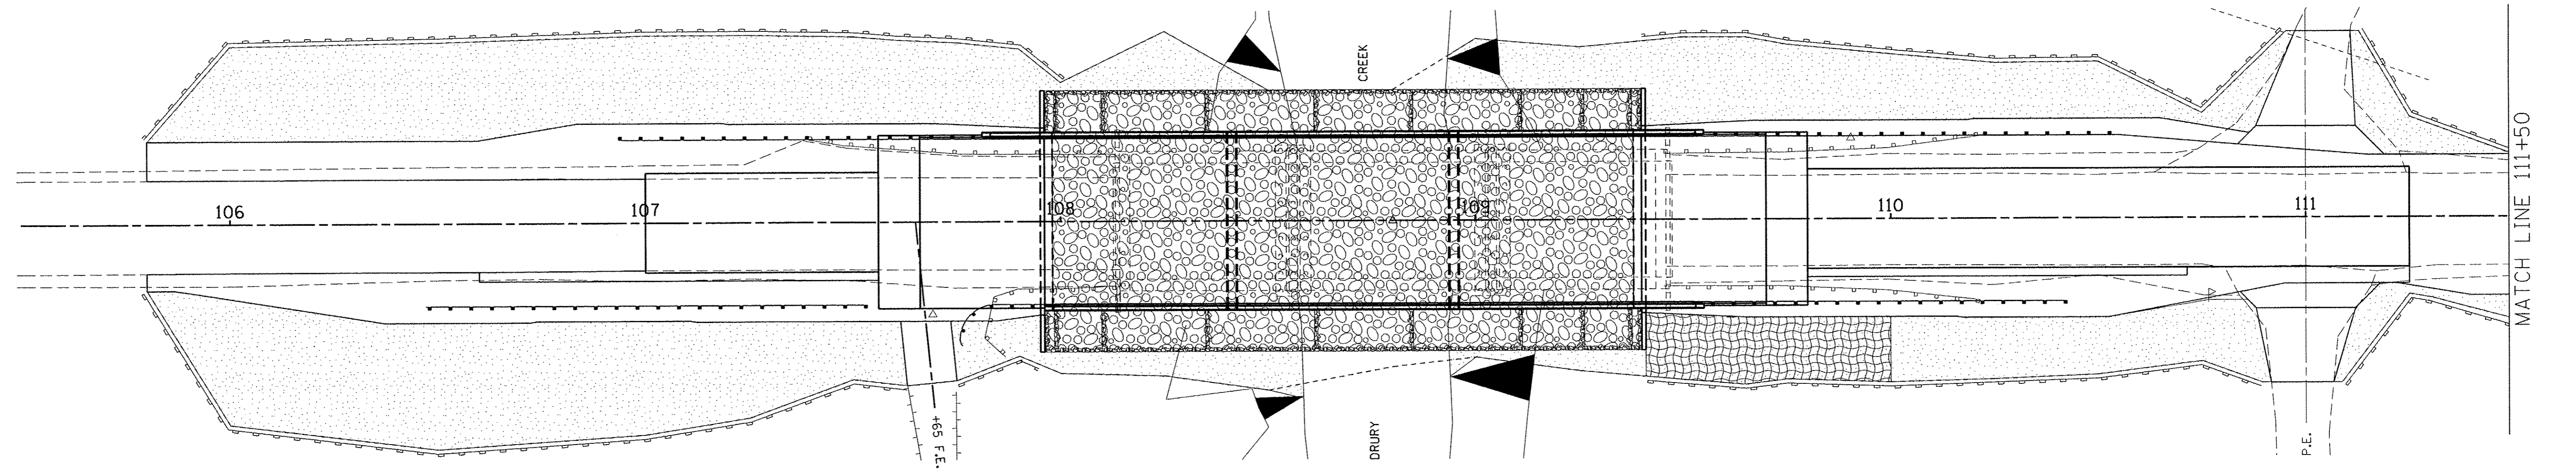 CREEK
106
107
108
109
110
111
MATCH LINE 111+50
+65 F.E.
DRURY
P.E.